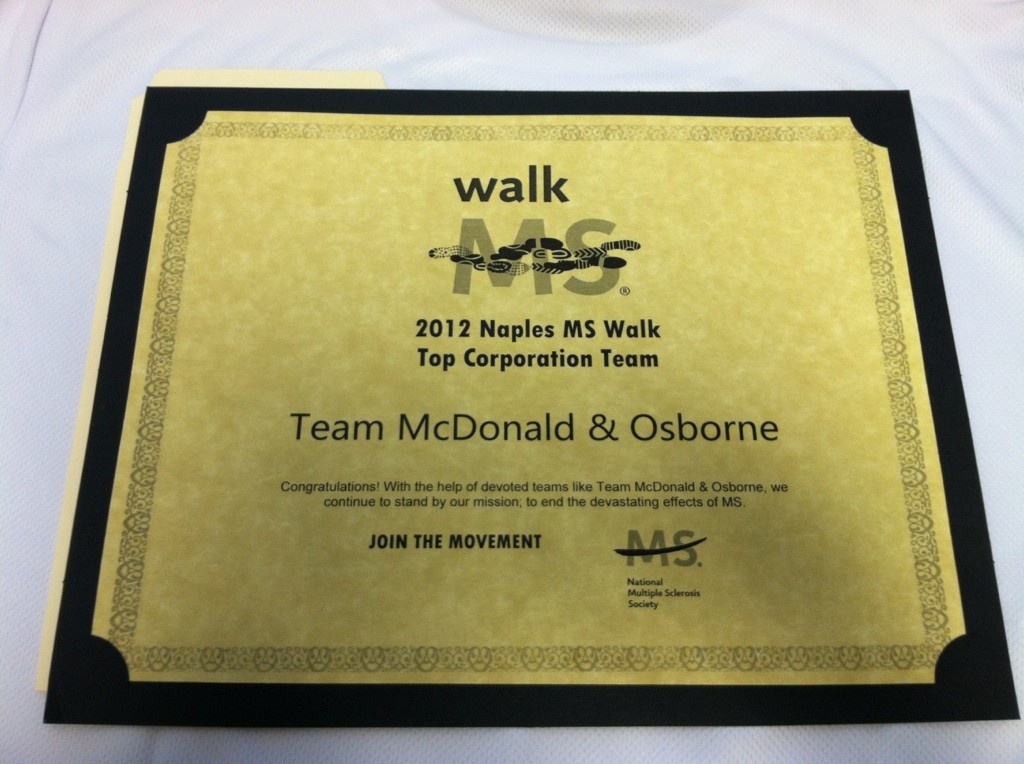 walk
MS®
2012 Naples MS Walk
Top Corporation Team
Team McDonald & Osborne
Congratulations! With the help of devoted teams like Team McDonald & Osborne, we
continue to stand by our mission; to end the devastating effects of MS.
JOIN THE MOVEMENT
MS.
National
Multiple Sclerosis
Society